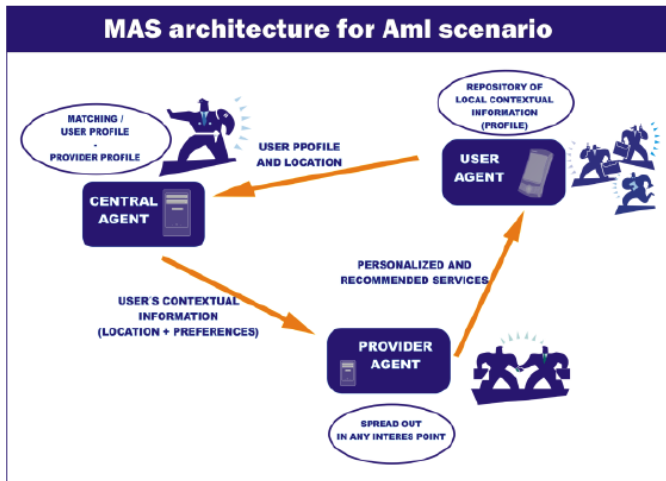 MAS architecture for AmI scenario
REPOSITORY OF
LOCAL CONTEXTUAL
INFORMATION
(PROFILE)
MATCHING /
USER PROFILE
-
PROVIDER PROFILE
USER PPOFILE
AND LOCATION
USER
AGENT
CENTRAL
AGENT
PERSONALIZED AND
RECOMMENDED SERVICES
USER´S CONTEXTUAL
INFORMATION
(LOCATION + PREFERENCES)
PROVIDER
AGENT
SPREAD OUT
IN ANY INTERES POINT